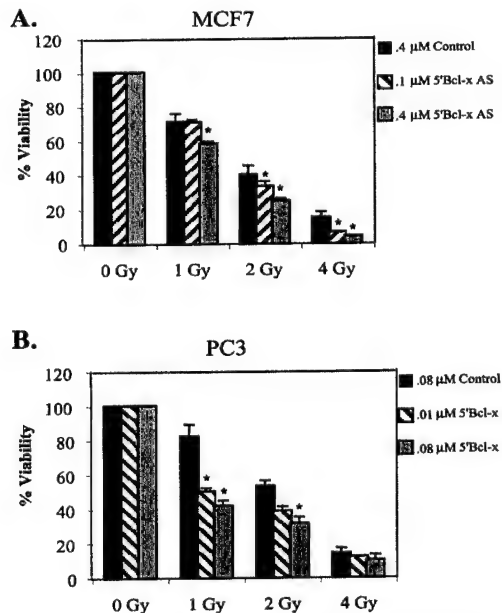 A.
MCF7
% Viability
120
100
80
60
40
20
0
*
*
*
*
*
0 Gy
1 Gy
2 Gy
4 Gy
.4 µM Control
.1 µM 5'Bcl-x AS
.4 µM 5'Bcl-x AS
B.
PC3
% Viability
120
100
80
60
40
20
0
*
*
*
0 Gy
1 Gy
2 Gy
4 Gy
.08 µM Control
.01 µM 5'Bcl-x
.08 µM 5'Bcl-x